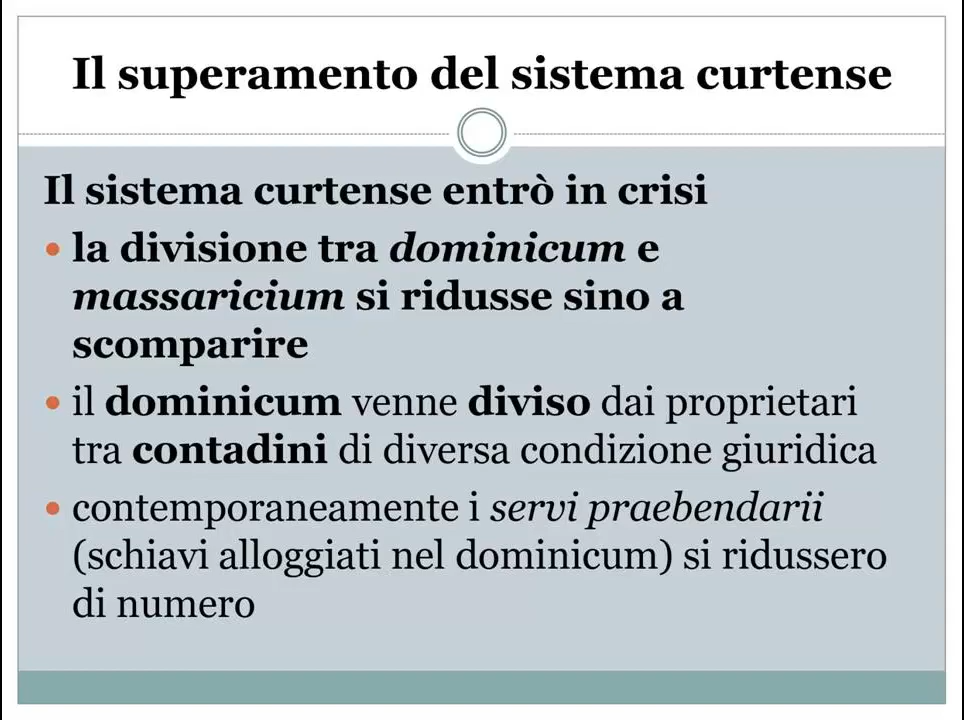 Il superamento del sistema curtense
Il sistema curtense entrò in crisi
• la divisione tra dominicum e
massaricium si ridusse sino a
scomparire
• il dominicum venne diviso dai proprietari
tra contadini di diversa condizione giuridica
• contemporaneamente i servi praebendarii
(schiavi alloggiati nel dominicum) si ridussero
di numero